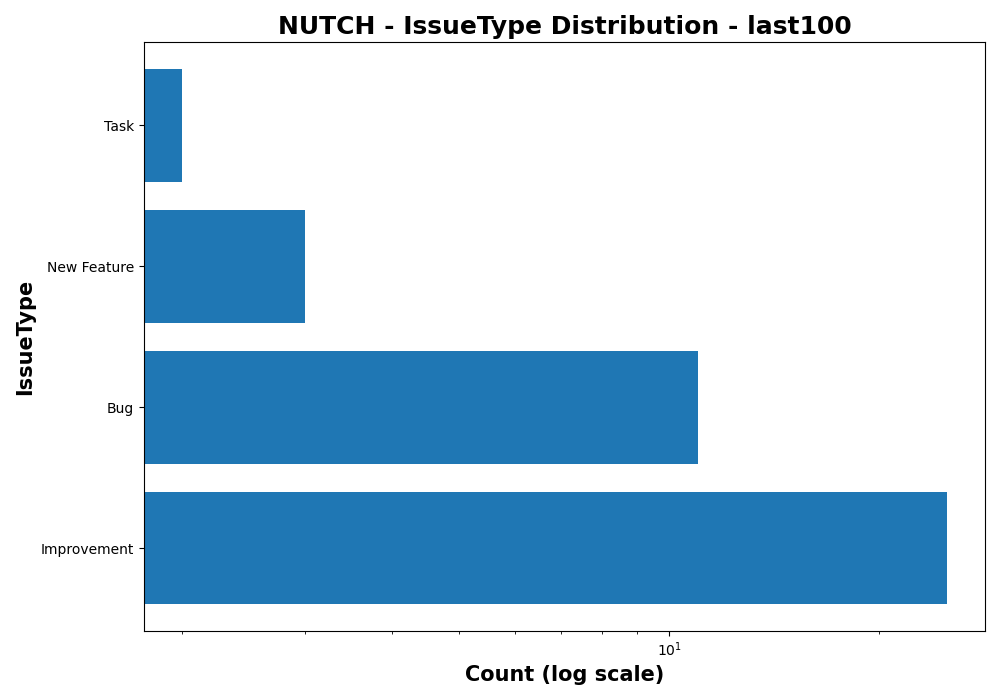 NUTCH - IssueType Distribution - last100
IssueType
Task
New Feature
Bug
Improvement
10¹
Count (log scale)